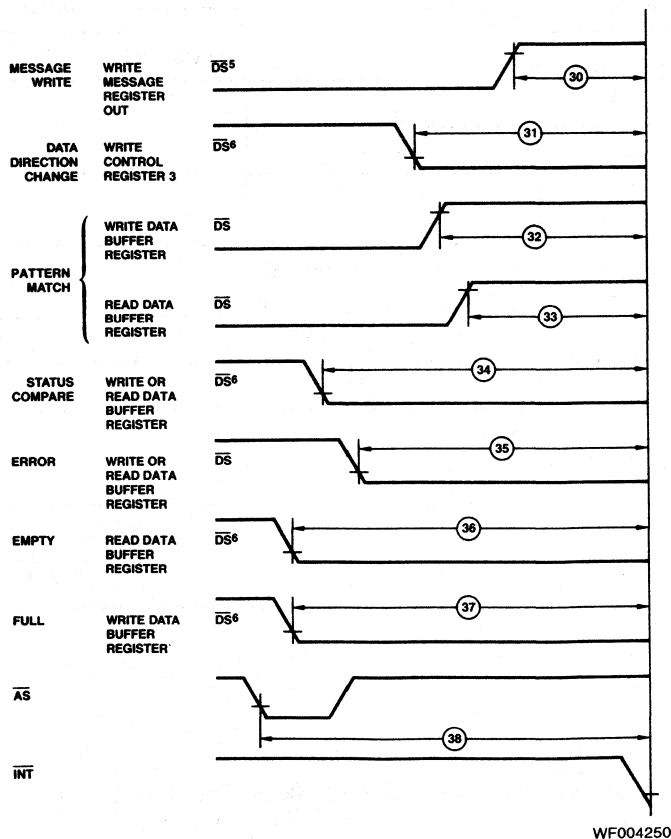 MESSAGE WRITE DS⁵
WRITE MESSAGE
REGISTER
OUT
30
DATA WRITE DS⁶
DIRECTION CONTROL
CHANGE REGISTER 3
31
PATTERN
MATCH
WRITE DATA DS
BUFFER
REGISTER
32
READ DATA DS
BUFFER
REGISTER
33
STATUS WRITE OR DS⁶
COMPARE READ DATA
BUFFER
REGISTER
34
ERROR WRITE OR DS
READ DATA
BUFFER
REGISTER
35
EMPTY READ DATA DS⁶
BUFFER
REGISTER
36
FULL WRITE DATA DS⁶
BUFFER
REGISTER
37
AS
38
INT
WF004250